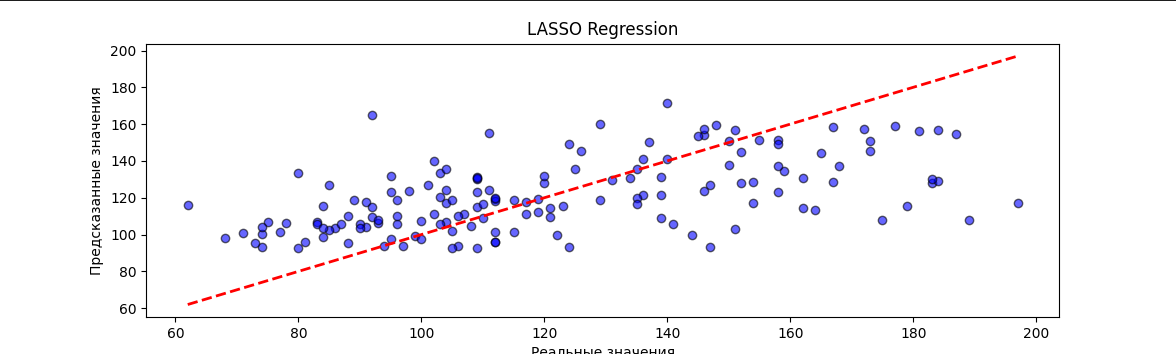 LASSO Regression
Предсказанные значения
200
180
160
140
120
100
80
60
60 80 100 120 140 160 180 200
Реальные значения